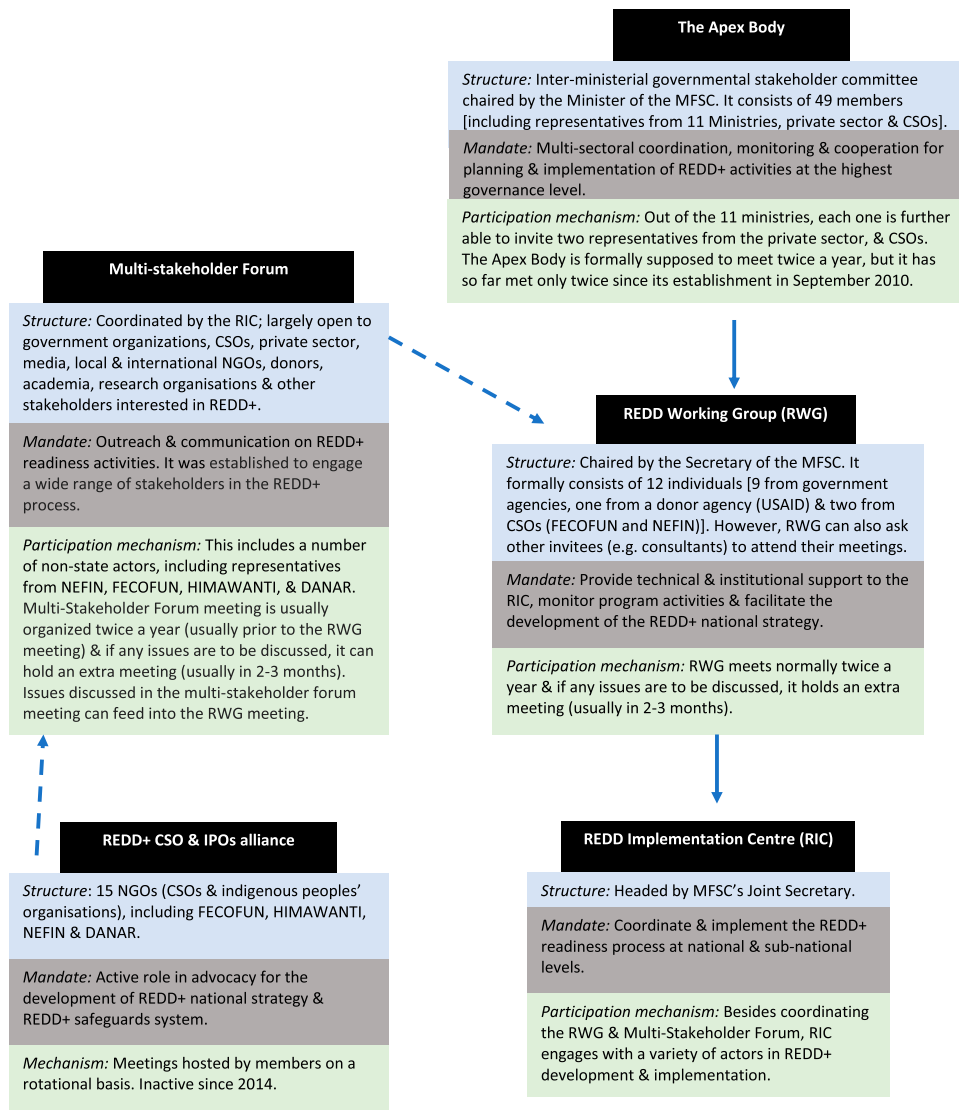 The Apex Body
Structure: Inter-ministerial governmental stakeholder committee
chaired by the Minister of the MFSC. It consists of 49 members
[including representatives from 11 Ministries, private sector & CSOs].
Mandate: Multi-sectoral coordination, monitoring & cooperation for
planning & implementation of REDD+ activities at the highest
governance level.
Participation mechanism: Out of the 11 ministries, each one is further
able to invite two representatives from the private sector, & CSOs.
The Apex Body is formally supposed to meet twice a year, but it has
so far met only twice since its establishment in September 2010.
Multi-stakeholder Forum
Structure: Coordinated by the RIC; largely open to
government organizations, CSOs, private sector,
media, local & international NGOs, donors,
academia, research organisations & other
stakeholders interested in REDD+.
Mandate: Outreach & communication on REDD+
readiness activities. It was established to engage
a wide range of stakeholders in the REDD+
process.
Participation mechanism: This includes a number
of non-state actors, including representatives
from NEFIN, FECOFUN, HIMAWANTI, & DANAR.
Multi-Stakeholder Forum meeting is usually
organized twice a year (usually prior to the RWG
meeting) & if any issues are to be discussed, it can
hold an extra meeting (usually in 2-3 months).
Issues discussed in the multi-stakeholder forum
meeting can feed into the RWG meeting.
REDD Working Group (RWG)
Structure: Chaired by the Secretary of the MFSC. It
formally consists of 12 individuals [9 from government
agencies, one from a donor agency (USAID) & two from
CSOs (FECOFUN and NEFIN)]. However, RWG can also ask
other invitees (e.g. consultants) to attend their meetings.
Mandate: Provide technical & institutional support to the
RIC, monitor program activities & facilitate the
development of the REDD+ national strategy.
Participation mechanism: RWG meets normally twice a
year & if any issues are to be discussed, it holds an extra
meeting (usually in 2-3 months).
REDD+ CSO & IPOs alliance
Structure: 15 NGOs (CSOs & indigenous peoples'
organisations), including FECOFUN, HIMAWANTI,
NEFIN & DANAR.
Mandate: Active role in advocacy for the
development of REDD+ national strategy &
REDD+ safeguards system.
Mechanism: Meetings hosted by members on a
rotational basis. Inactive since 2014.
REDD Implementation Centre (RIC)
Structure: Headed by MFSC's Joint Secretary.
Mandate: Coordinate & implement the REDD+
readiness process at national & sub-national
levels.
Participation mechanism: Besides coordinating
the RWG & Multi-Stakeholder Forum, RIC
engages with a variety of actors in REDD+
development & implementation.